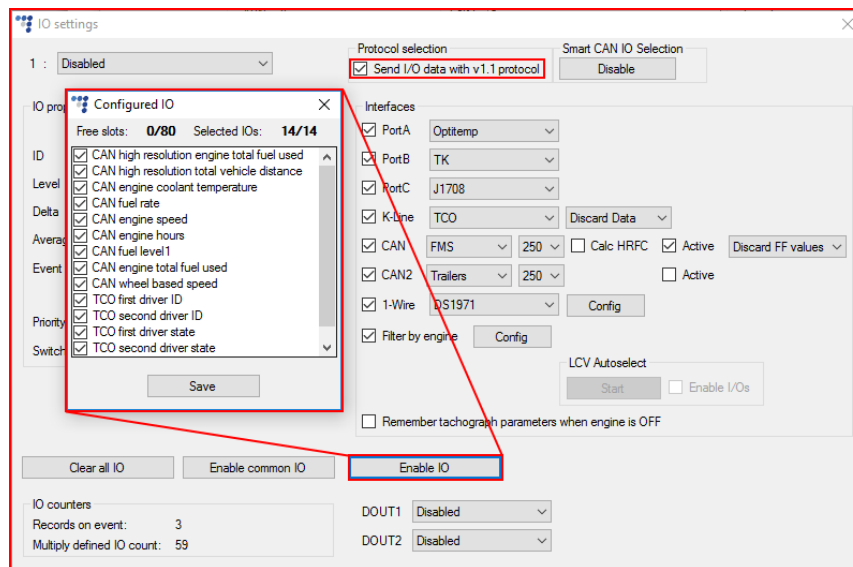 IO settings
1 : Disabled
Protocol selection
Send I/O data with v1.1 protocol
Smart CAN IO Selection
Disable
IO prop
ID
Level
Delta
Averag
Event
Priority
Switch
Configured IO
Free slots: 0/80 Selected IOs: 14/14
CAN high resolution engine total fuel used
CAN high resolution total vehicle distance
CAN engine coolant temperature
CAN fuel rate
CAN engine speed
CAN engine hours
CAN fuel level1
CAN engine total fuel used
CAN wheel based speed
TCO first driver ID
TCO second driver ID
TCO first driver state
TCO second driver state
Save
Interfaces
PortA Optitemp
PortB TK
PortC J1708
K-Line TCO Discard Data
CAN FMS 250 Calc HRFC Active Discard FF values
CAN2 Trailers 250 Active
1-Wire DS1971 Config
Filter by engine Config
LCV Autoselect
Start Enable I/Os
Remember tachograph parameters when engine is OFF
Clear all IO Enable common IO Enable IO
IO counters
Records on event: 3
Multiply defined IO count: 59
DOUT1 Disabled
DOUT2 Disabled